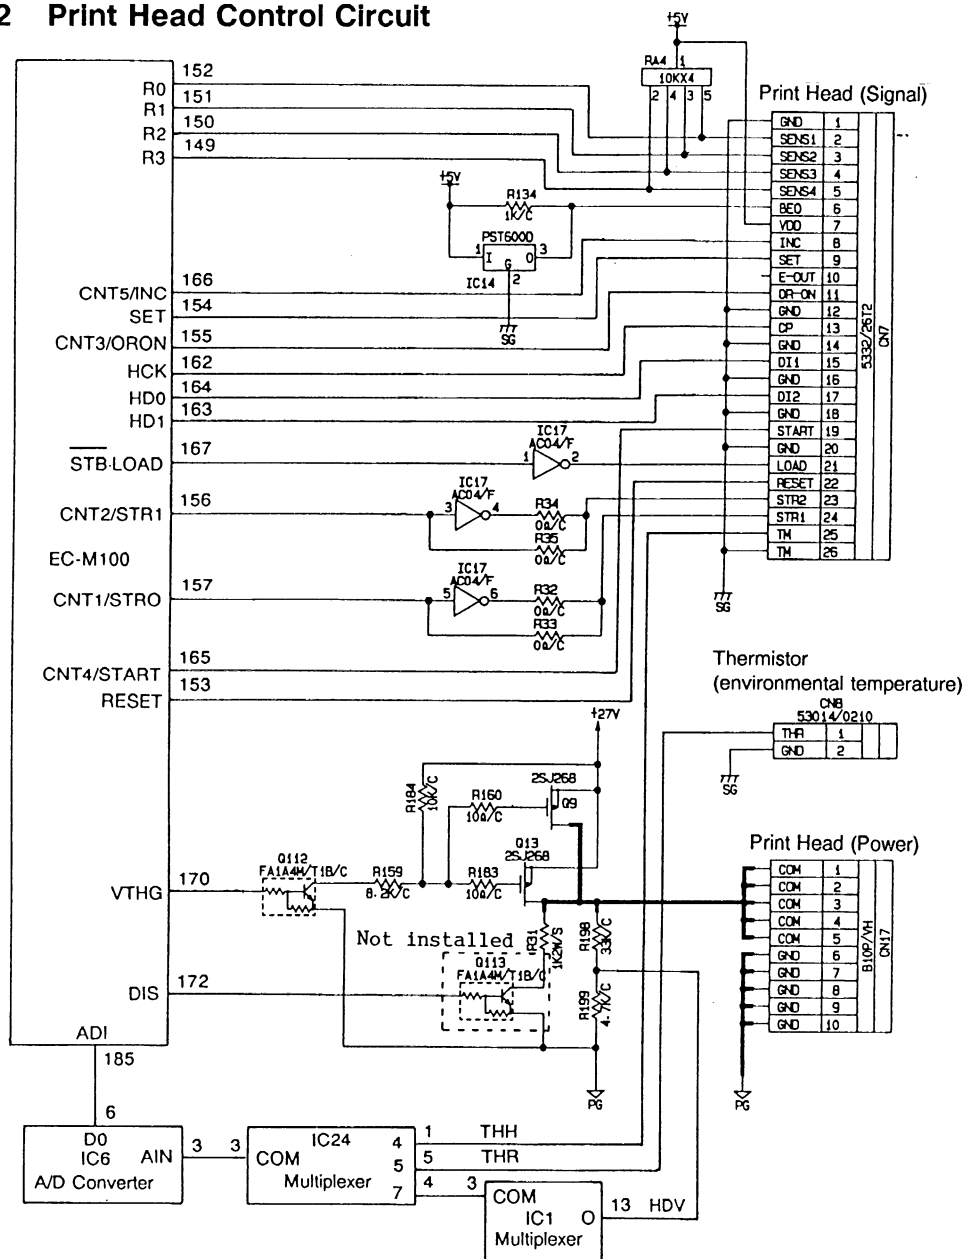 2 Print Head Control Circuit
+5V
RA4 1
10KX4
2 4 3 5
Print Head (Signal)
152
R0
151
R1
150
R2
149
R3
GND 1
SENS1 2
SENS2 3
SENS3 4
SENS4 5
BEO 6
VDD 7
INC 8
SET 9
E-OUT 10
OR-ON 11
GND 12
CP 13
GND 14
DI1 15
GND 16
DI2 17
GND 18
START 19
GND 20
LOAD 21
RESET 22
STR2 23
STR1 24
TM 25
TM 26
5332/26T2
CN7
+5V
R134
1K/C
PST600D
1 I O 3
G
2
IC14
SG
166
CNT5/INC
154
SET
155
CNT3/ORON
162
HCK
164
HD0
163
HD1
167
STB·LOAD
IC17
AC04/F
1 2
156
CNT2/STR1
IC17
AC04/F
3 4
R34
0Ω/C
R35
0Ω/C
EC-M100
157
CNT1/STRO
IC17
AC04/F
5 6
R32
0Ω/C
R33
0Ω/C
SG
165
CNT4/START
153
RESET
Thermistor
(environmental temperature)
CN8
53014/0210
THR 1
GND 2
SG
+27V
R184
10K/C
R160
10Ω/C
2SJ268
Q9
Q13
2SJ268
Q112
FA1A4M/T1B/C
R159
8.2K/C
R183
10Ω/C
170
VTHG
Print Head (Power)
COM 1
COM 2
COM 3
COM 4
COM 5
GND 6
GND 7
GND 8
GND 9
GND 10
B10P/VH
CN17
Not installed
R31
1K2W/S
R198
33K/C
Q113
FA1A4M/T1B/C
172
DIS
R199
4.7K/C
PG
PG
ADI
185
6
D0
IC6 AIN
A/D Converter
3 3
IC24
COM
Multiplexer
4
5
7
1 THH
5 THR
4 3
COM
IC1 O
Multiplexer
13 HDV